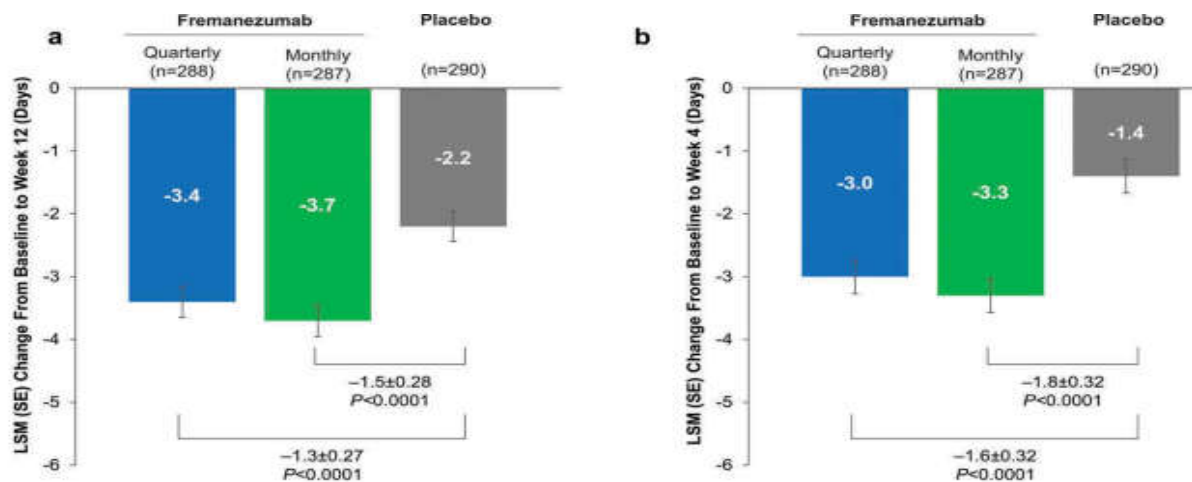 a
Fremanezumab
Placebo
Quarterly
(n=288)
Monthly
(n=287)
(n=290)
LSM (SE) Change From Baseline to Week 12 (Days)
0
-1
-2
-3
-4
-5
-6
-3.4
-3.7
-2.2
–1.5±0.28
P<0.0001
–1.3±0.27
P<0.0001
b
Fremanezumab
Placebo
Quarterly
(n=288)
Monthly
(n=287)
(n=290)
LSM (SE) Change From Baseline to Week 4 (Days)
0
-1
-2
-3
-4
-5
-6
-3.0
-3.3
-1.4
–1.8±0.32
P<0.0001
–1.6±0.32
P<0.0001